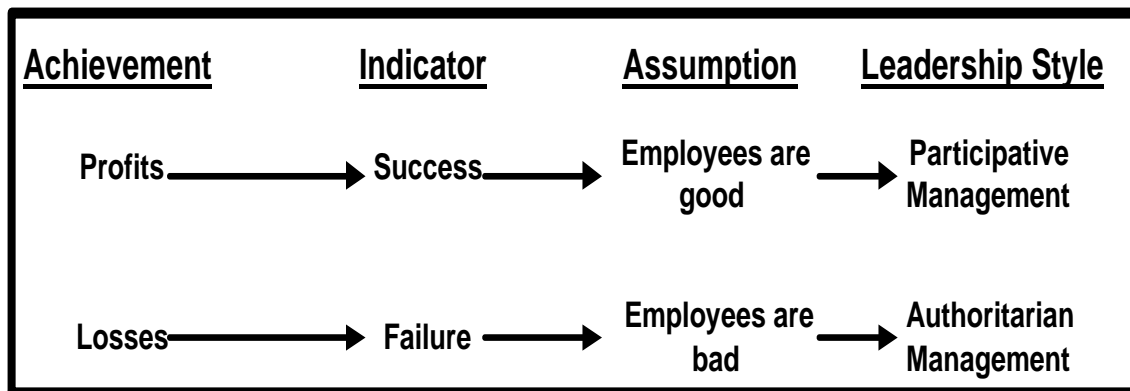 Achievement Indicator Assumption Leadership Style
Profits Success Employees are good Participative Management
Losses Failure Employees are bad Authoritarian Management